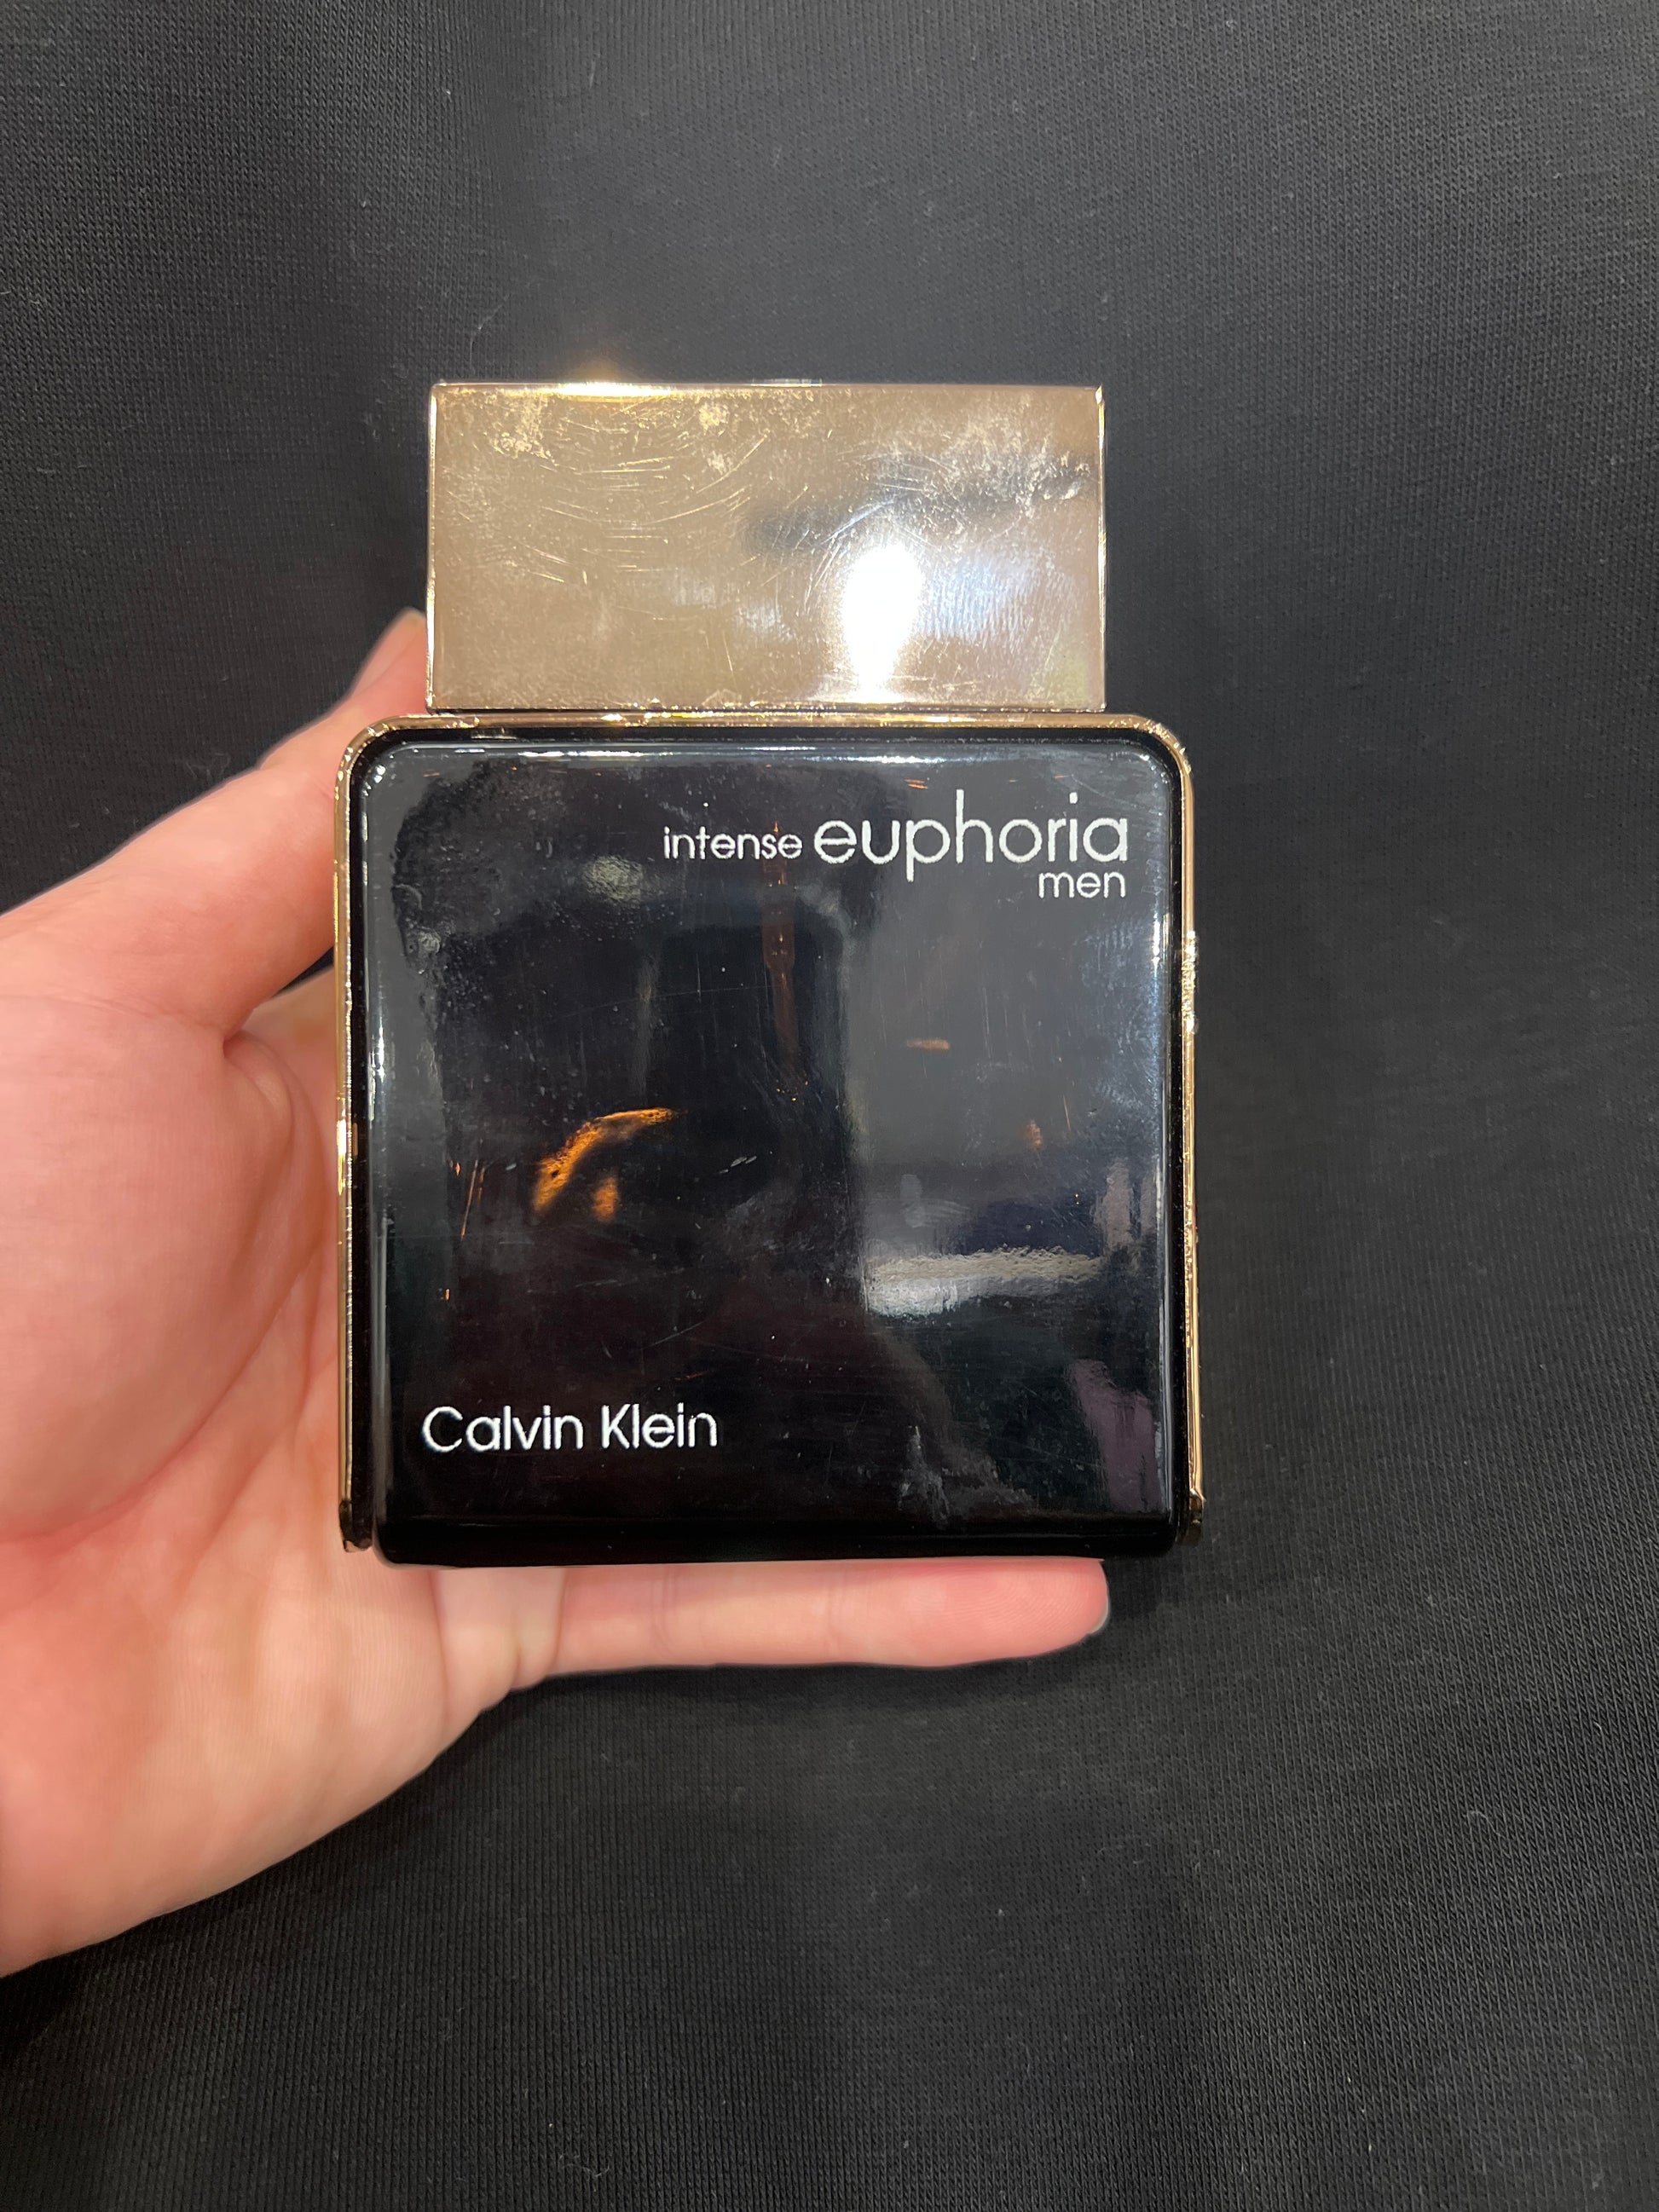 intense euphoria
men
Calvin Klein